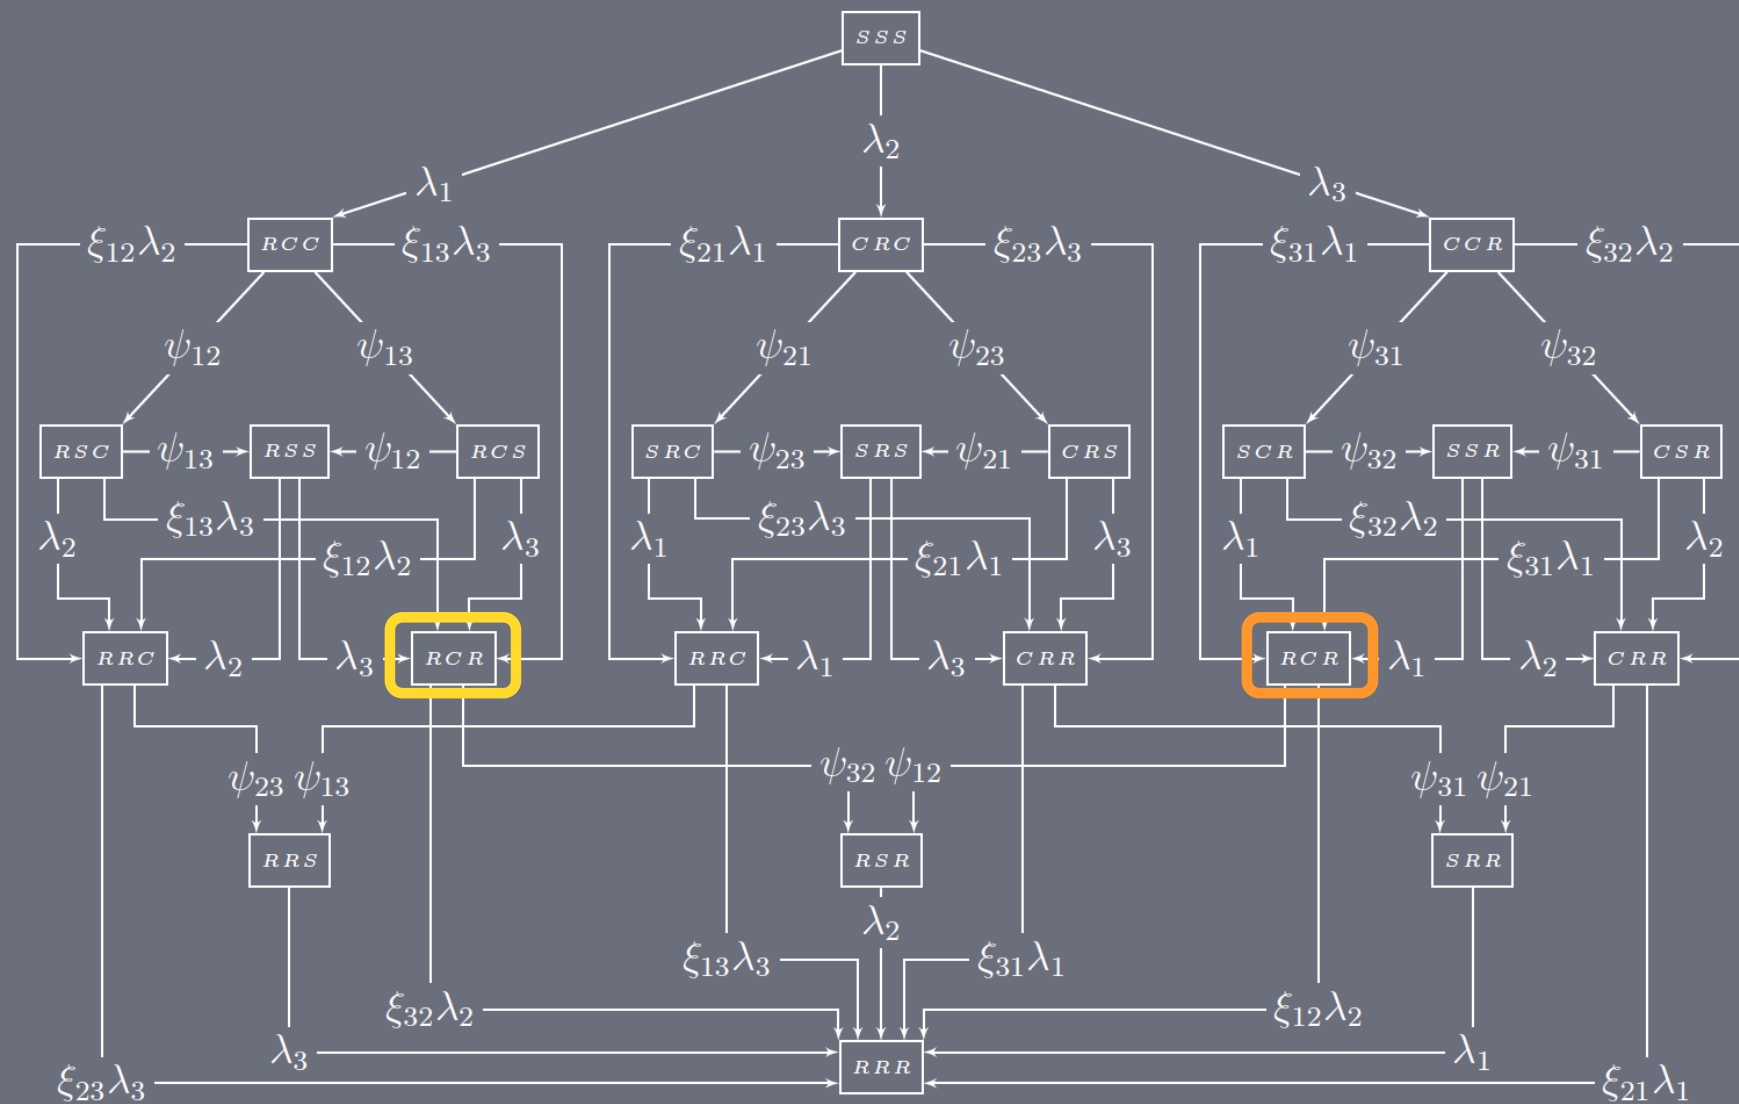 SSS
λ₂
λ₁ λ₃
ξ₁₂λ₂ RCC ξ₁₃λ₃ ξ₂₁λ₁ CRC ξ₂₃λ₃ ξ₃₁λ₁ CCR ξ₃₂λ₂
ψ₁₂ ψ₁₃ ψ₂₁ ψ₂₃ ψ₃₁ ψ₃₂
RSC ψ₁₃ RSS ψ₁₂ RCS SRC ψ₂₃ SRS ψ₂₁ CRS SCR ψ₃₂ SSR ψ₃₁ CSR
ξ₁₃λ₃ ξ₂₃λ₃ ξ₃₂λ₂
λ₂ λ₃ λ₁ λ₃ λ₁ λ₂
ξ₁₂λ₂ ξ₂₁λ₁ ξ₃₁λ₁
RRC λ₂ λ₃ RCR RRC λ₁ λ₃ CRR RCR λ₁ λ₂ CRR
ψ₃₂ ψ₁₂
ψ₂₃ ψ₁₃ ψ₃₁ ψ₂₁
RRS RSR SRR
λ₂
ξ₁₃λ₃ ξ₃₁λ₁
ξ₃₂λ₂ ξ₁₂λ₂
λ₃ λ₁
RRR
ξ₂₃λ₃ ξ₂₁λ₁